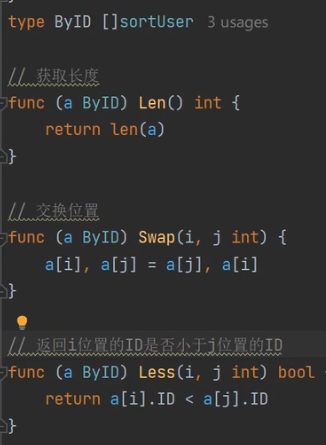 type ByID []sortUser 3 usages
// 获取长度
func (a ByID) Len() int {
return len(a)
}
// 交换位置
func (a ByID) Swap(i, j int) {
a[i], a[j] = a[j], a[i]
}
// 返回i位置的ID是否小于j位置的ID
func (a ByID) Less(i, j int) bool {
return a[i].ID < a[j].ID
}